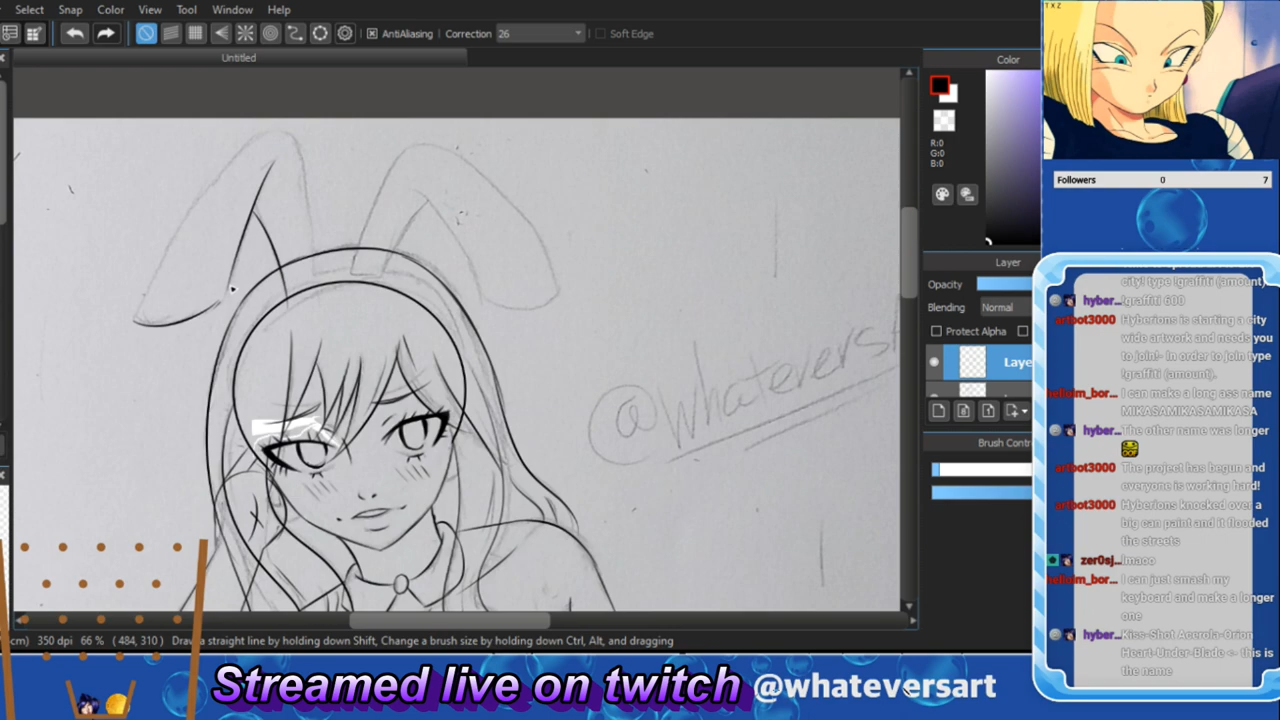 Select Snap Color View Tool Window Help
AntiAliasing Correction 26 Soft Edge
Untitled
Color
R:0
G:0
B:0
Layer
Opacity
Blending Normal
Protect Alpha
Laye
Brush Contr
@Whatevers
cm) 350 dpi 66 % ( 484, 310 ) Draw a straight line by holding down Shift, Change a brush size by holding down Ctrl, Alt, and dragging
TXZ
Followers 0 7
city! type !graffiti (amount)
hyber... !graffiti 600
artbot3000 Hyberions is starting a city
wide artwork and needs you
to join!- In order to join type
!graffiti (amount).
I can make a long ass name
MIKASAMIKASAMIKASA
hyber... The other name was longer
artbot3000 The project has begun and
everyone is working hard!
artbot3000 Hyberions knocked over a
big can paint and it flooded
the streets
zer0sj... lmaoo
I can just smash my
keyboard and make a longer
one
hyber... Kiss-Shot Acerola-Orion
Heart-Under-Blade <- this is
the name
Streamed live on twitch @whateversart